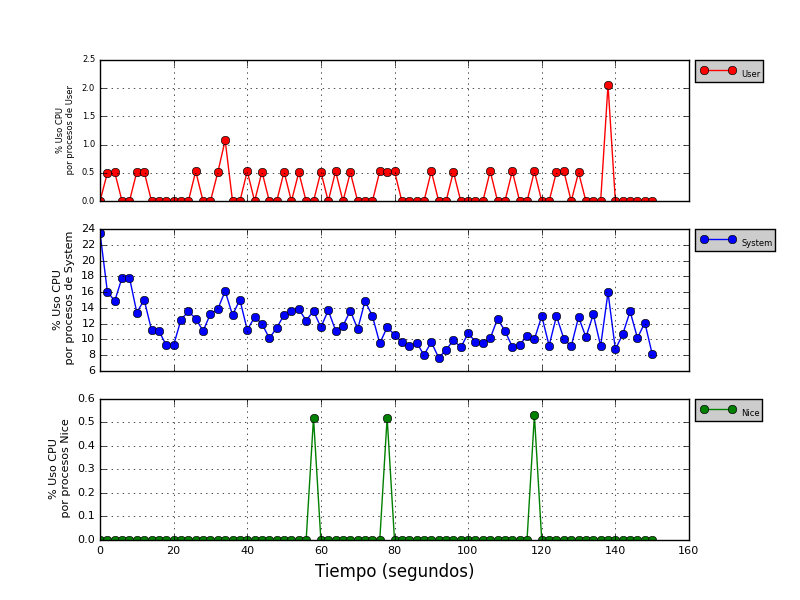 % Uso CPU
por procesos de User
2.5
2.0
1.5
1.0
0.5
0.0
User
% Uso CPU
por procesos de System
24
22
20
18
16
14
12
10
8
6
System
% Uso CPU
por procesos Nice
0.6
0.5
0.4
0.3
0.2
0.1
0.0
Nice
0 20 40 60 80 100 120 140 160
Tiempo (segundos)